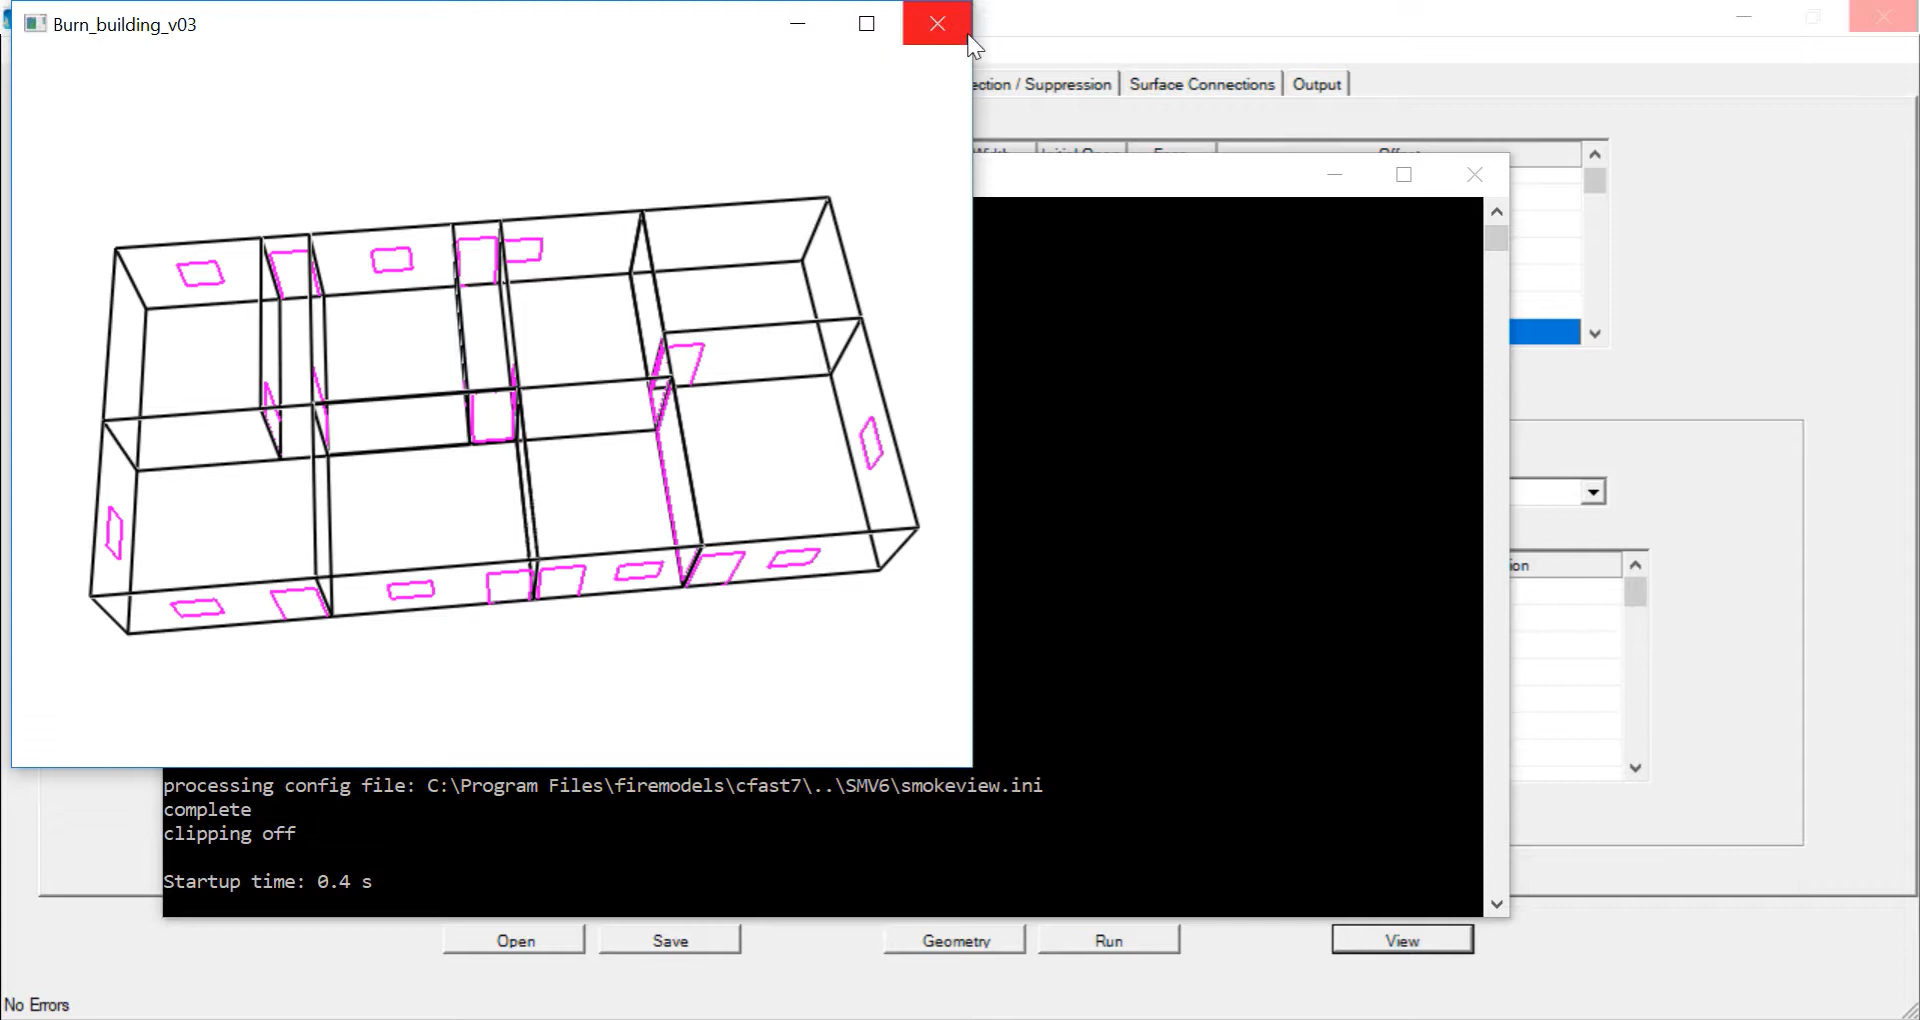 Burn_building_v03
ection / Suppression
Surface Connections
Output
ion
processing config file: C:\Program Files\firemodels\cfast7\..\SMV6\smokeview.ini
complete
clipping off
Startup time: 0.4 s
Open
Save
Geometry
Run
View
No Errors